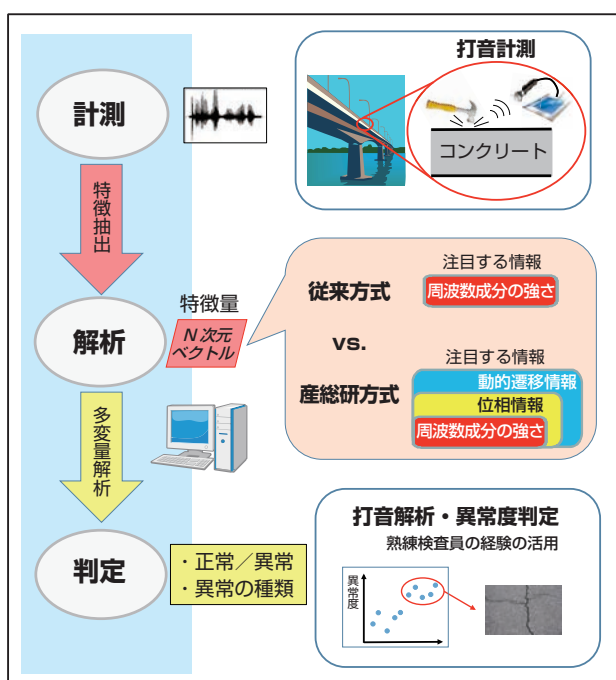 計測
打音計測
コンクリート
特徴抽出
特徴量
N 次元
ベクトル
解析
従来方式
注目する情報
周波数成分の強さ
vs.
産総研方式
注目する情報
動的遷移情報
位相情報
周波数成分の強さ
多変量解析
判定
・正常／異常
・異常の種類
打音解析・異常度判定
熟練検査員の経験の活用
異常度